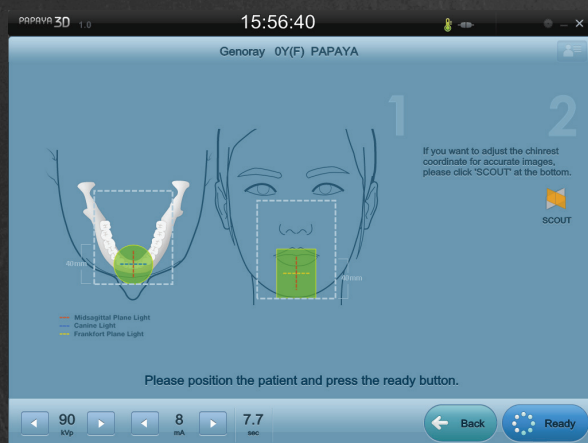 PAPAYA 3D 1.0
15:56:40
Genoray 0Y(F) PAPAYA
1
2
If you want to adjust the chinrest
coordinate for accurate images,
please click 'SCOUT' at the bottom.
SCOUT
40mm
40mm
Midsagittal Plane Light
Canine Light
Frankfort Plane Light
Please position the patient and press the ready button.
90
kVp
8
mA
7.7
sec
Back
Ready